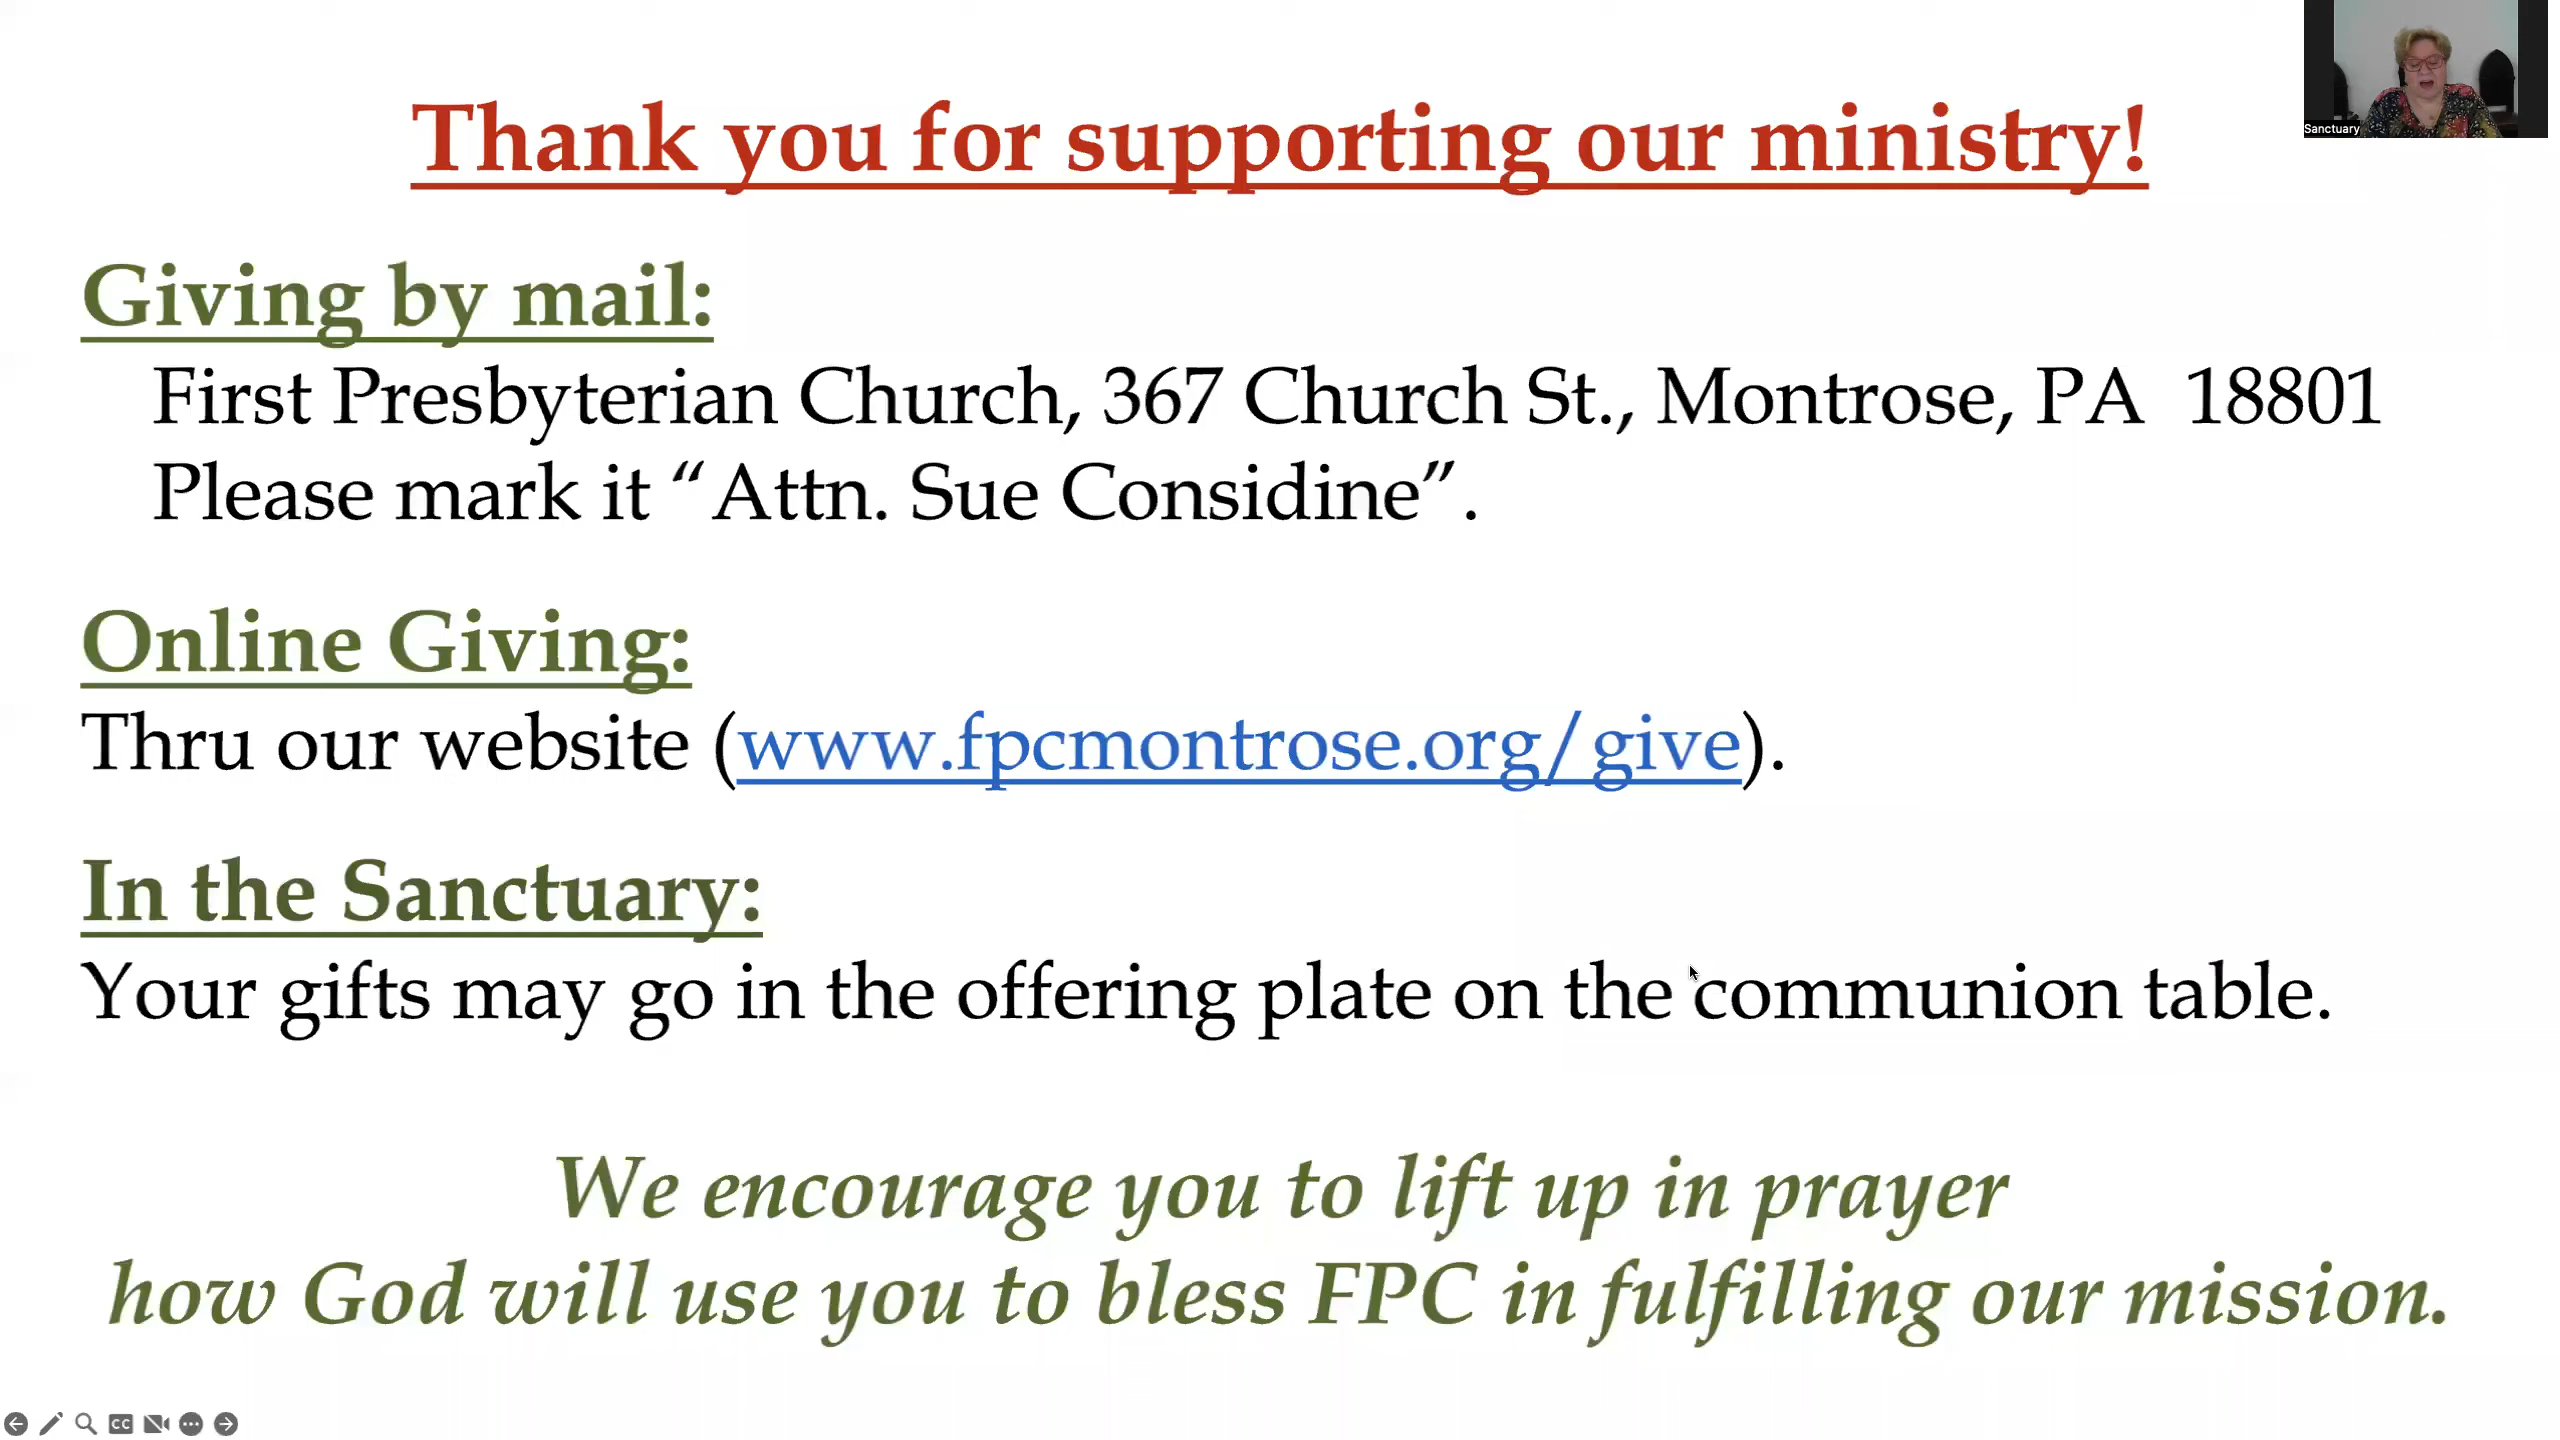 Thank you for supporting our ministry!
Sanctuary
Giving by mail:
First Presbyterian Church, 367 Church St., Montrose, PA  18801
Please mark it “Attn. Sue Considine”.
Online Giving:
Thru our website (www.fpcmontrose.org/give).
In the Sanctuary:
Your gifts may go in the offering plate on the communion table.
We encourage you to lift up in prayer
how God will use you to bless FPC in fulfilling our mission.
CC